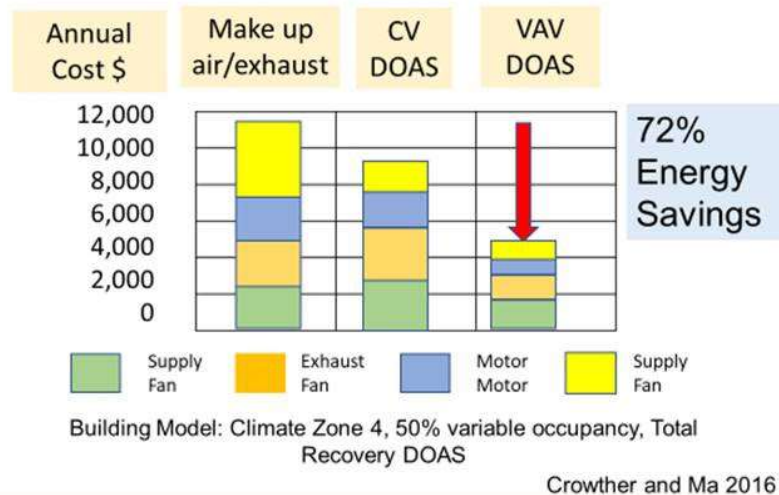 Annual
Cost $
Make up
air/exhaust
CV
DOAS
VAV
DOAS
12,000
10,000
8,000
6,000
4,000
2,000
0
72%
Energy
Savings
Supply
Fan
Exhaust
Fan
Motor
Motor
Supply
Fan
Building Model: Climate Zone 4, 50% variable occupancy, Total
Recovery DOAS
Crowther and Ma 2016